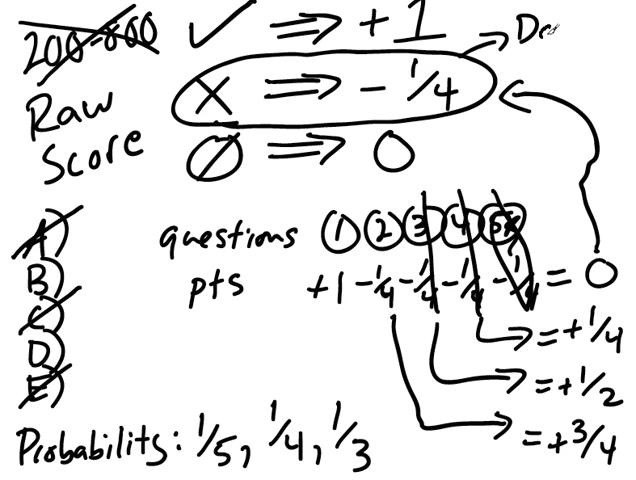 200-800 ✓ ⇒ +1
Raw X ⇒ -1/4
Score Ø ⇒ 0
A)
B)
C)
D)
E)
questions 1 2 3 4 5
pts +1 -1/4 -1/4 -1/4 -1/4 = 0
= +1/4
= +1/2
= +3/4
Probabilits: 1/5, 1/4, 1/3